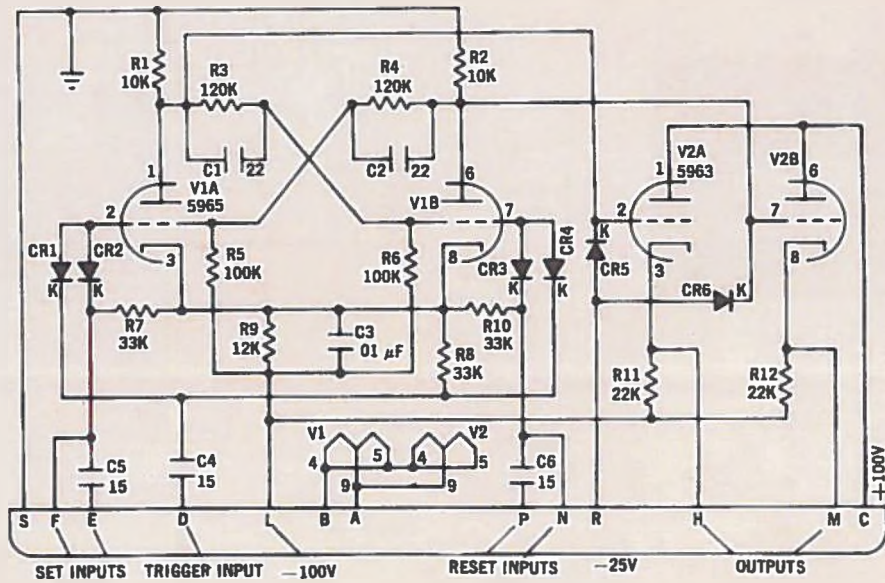 R1
10K
R3
120K
R4
120K
R2
10K
C1
22
C2
22
1
V1A
5965
2
3
6
V1B
7
8
1
V2A
5963
2
3
V2B
6
7
8
CR1
K
CR2
K
CR3
K
CR4
K
K
CR5
CR6
K
R5
100K
R6
100K
R7
33K
R9
12K
C3
01 µF
R10
33K
R8
33K
R11
22K
R12
22K
V1
V2
4
5
4
5
9
9
C5
15
C4
15
C6
15
+100V
S F E D L B A P N R H M C
SET INPUTS TRIGGER INPUT -100V RESET INPUTS -25V OUTPUTS